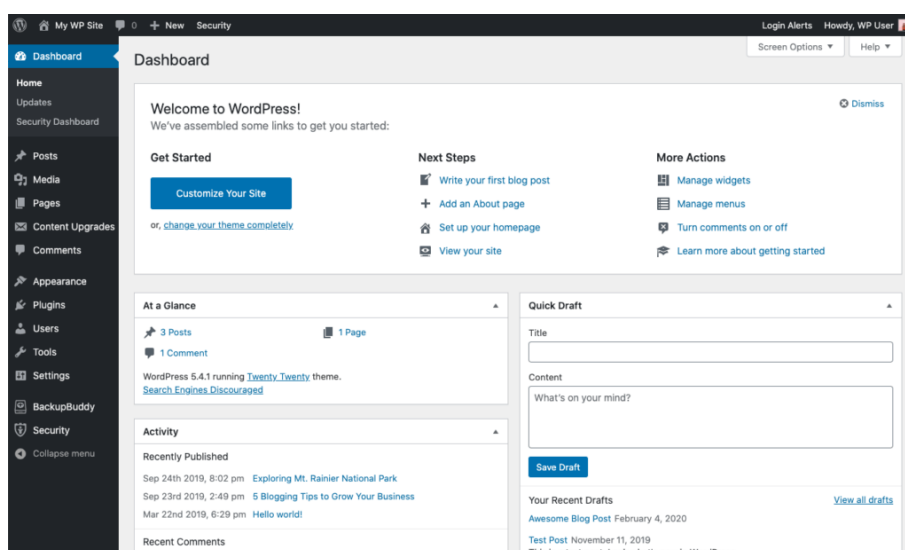 My WP Site 0 + New Security Login Alerts Howdy, WP User
Screen Options ▼ Help ▼
Dashboard
Home
Updates
Security Dashboard
Posts
Media
Pages
Content Upgrades
Comments
Appearance
Plugins
Users
Tools
Settings
BackupBuddy
Security
Collapse menu
Dashboard
Welcome to WordPress!
We've assembled some links to get you started:
Dismiss
Get Started
Customize Your Site
or, change your theme completely
Next Steps
Write your first blog post
Add an About page
Set up your homepage
View your site
More Actions
Manage widgets
Manage menus
Turn comments on or off
Learn more about getting started
At a Glance
3 Posts 1 Page
1 Comment
WordPress 5.4.1 running Twenty Twenty theme.
Search Engines Discouraged
Activity
Recently Published
Sep 24th 2019, 8:02 pm Exploring Mt. Rainier National Park
Sep 23rd 2019, 2:49 pm 5 Blogging Tips to Grow Your Business
Mar 22nd 2019, 6:29 pm Hello world!
Recent Comments
Quick Draft
Title
Content
What's on your mind?
Save Draft
Your Recent Drafts View all drafts
Awesome Blog Post February 4, 2020
Test Post November 11, 2019